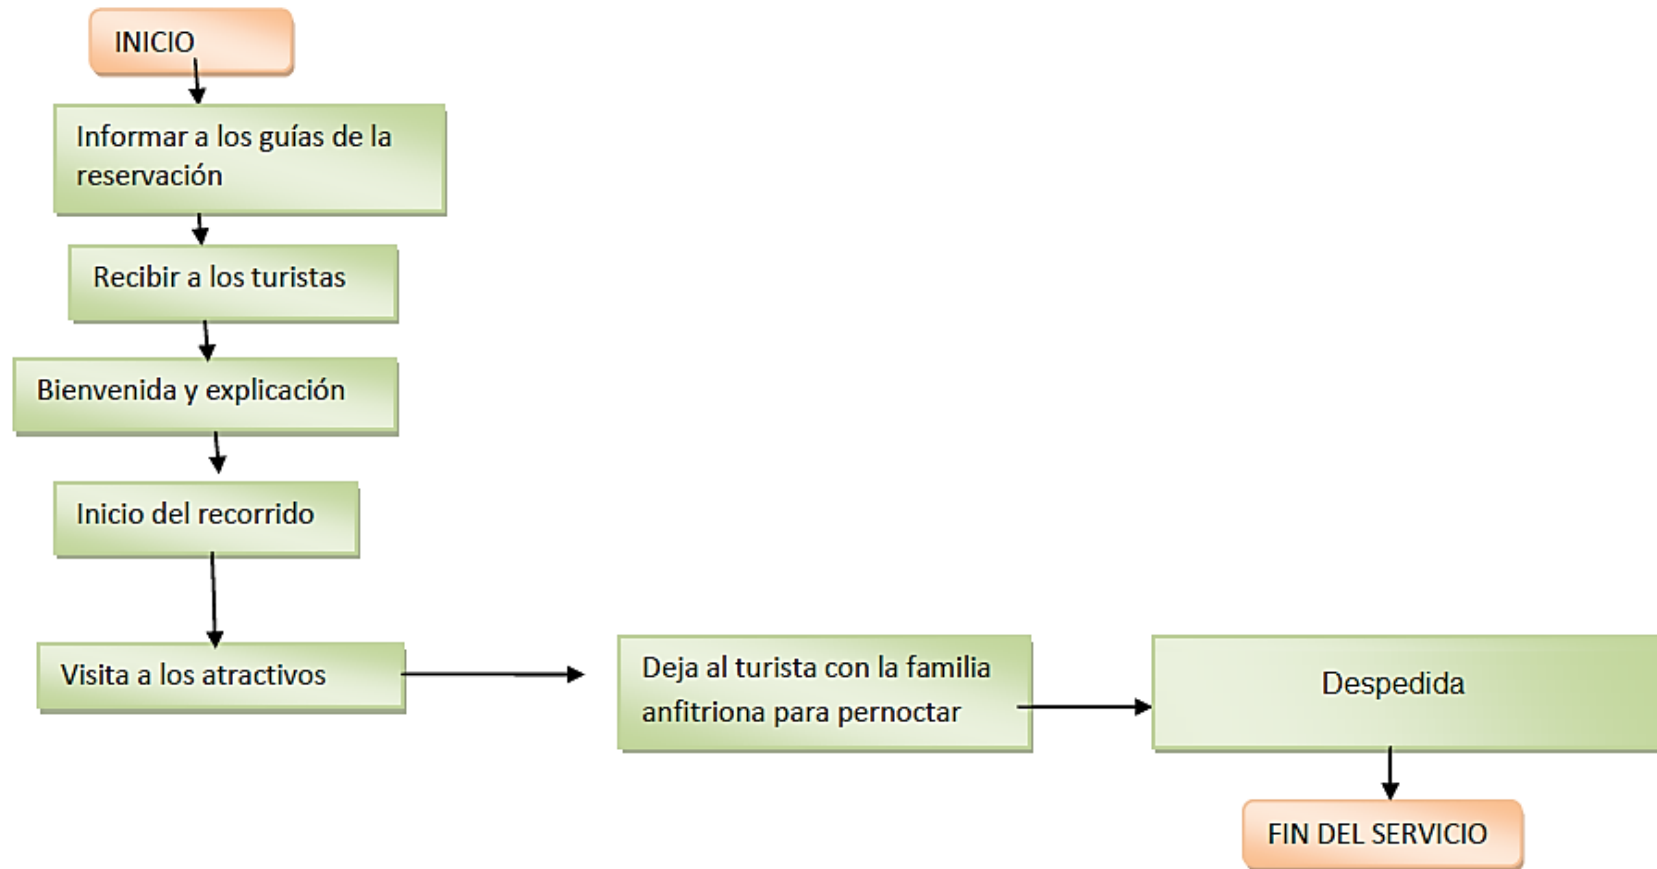 INICIO
Informar a los guías de la
reservación
Recibir a los turistas
Bienvenida y explicación
Inicio del recorrido
Visita a los atractivos
Deja al turista con la familia
anfitriona para pernoctar
Despedida
FIN DEL SERVICIO